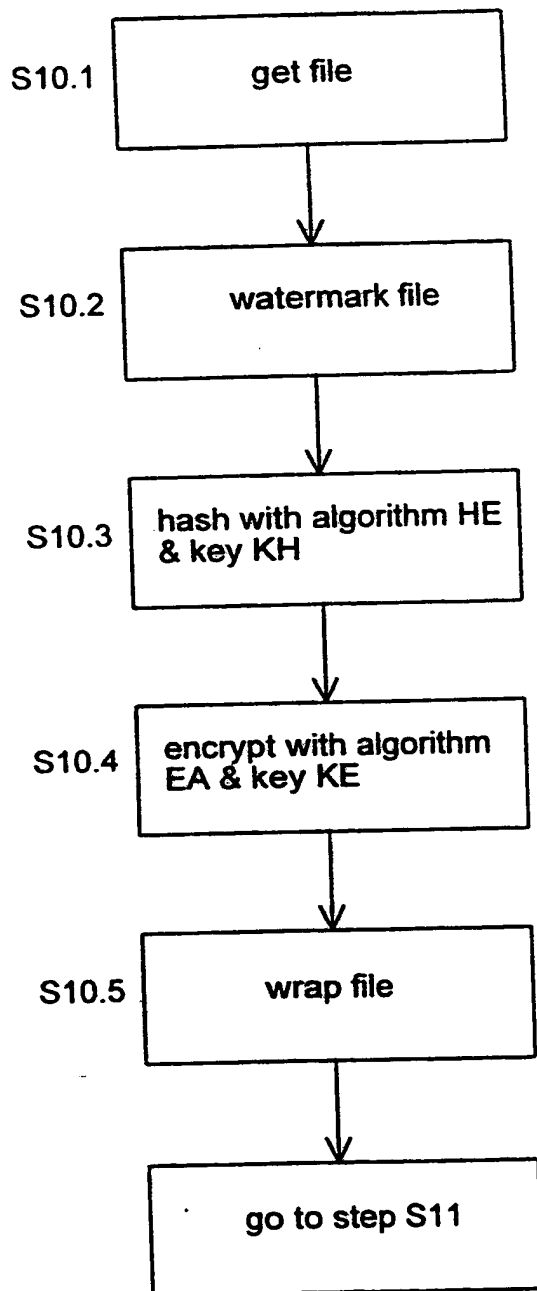 S10.1
get file
S10.2
watermark file
S10.3
hash with algorithm HE
& key KH
S10.4
encrypt with algorithm
EA & key KE
S10.5
wrap file
go to step S11